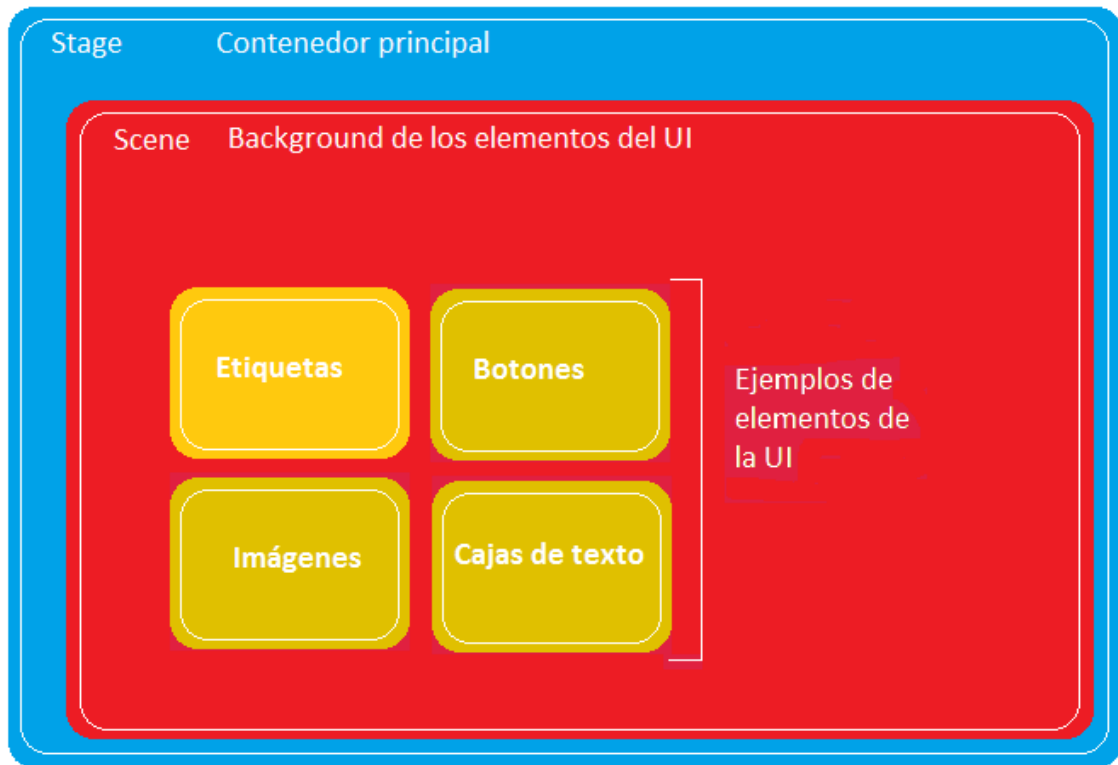 Stage Contenedor principal
Scene Background de los elementos del UI
Etiquetas
Botones
Imágenes
Cajas de texto
Ejemplos de
elementos de
la UI